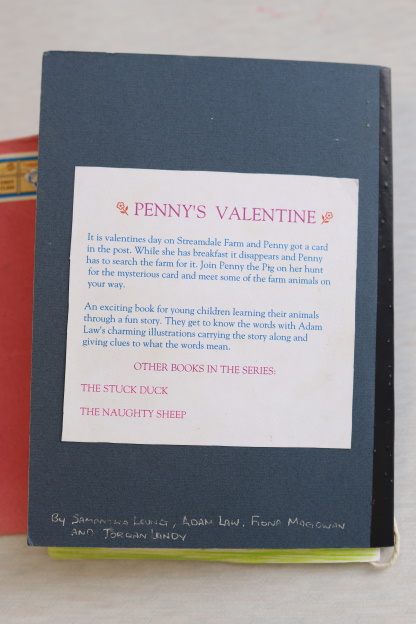 PENNY'S VALENTINE
It is valentines day on Streamdale Farm and Penny got a card
in the post. While she has breakfast it disappears and Penny
has to search the farm for it. Join Penny the Pig on her hunt
for the mysterious card and meet some of the farm animals on
your way.
An exciting book for young children learning their animals
through a fun story. They get to know the words with Adam
Law's charming illustrations carrying the story along and
giving clues to what the words mean.
OTHER BOOKS IN THE SERIES:
THE STUCK DUCK
THE NAUGHTY SHEEP
By SAMANTHA, ADAM LAW, FIONA MAGOWAN
AND JORDAN LANDY